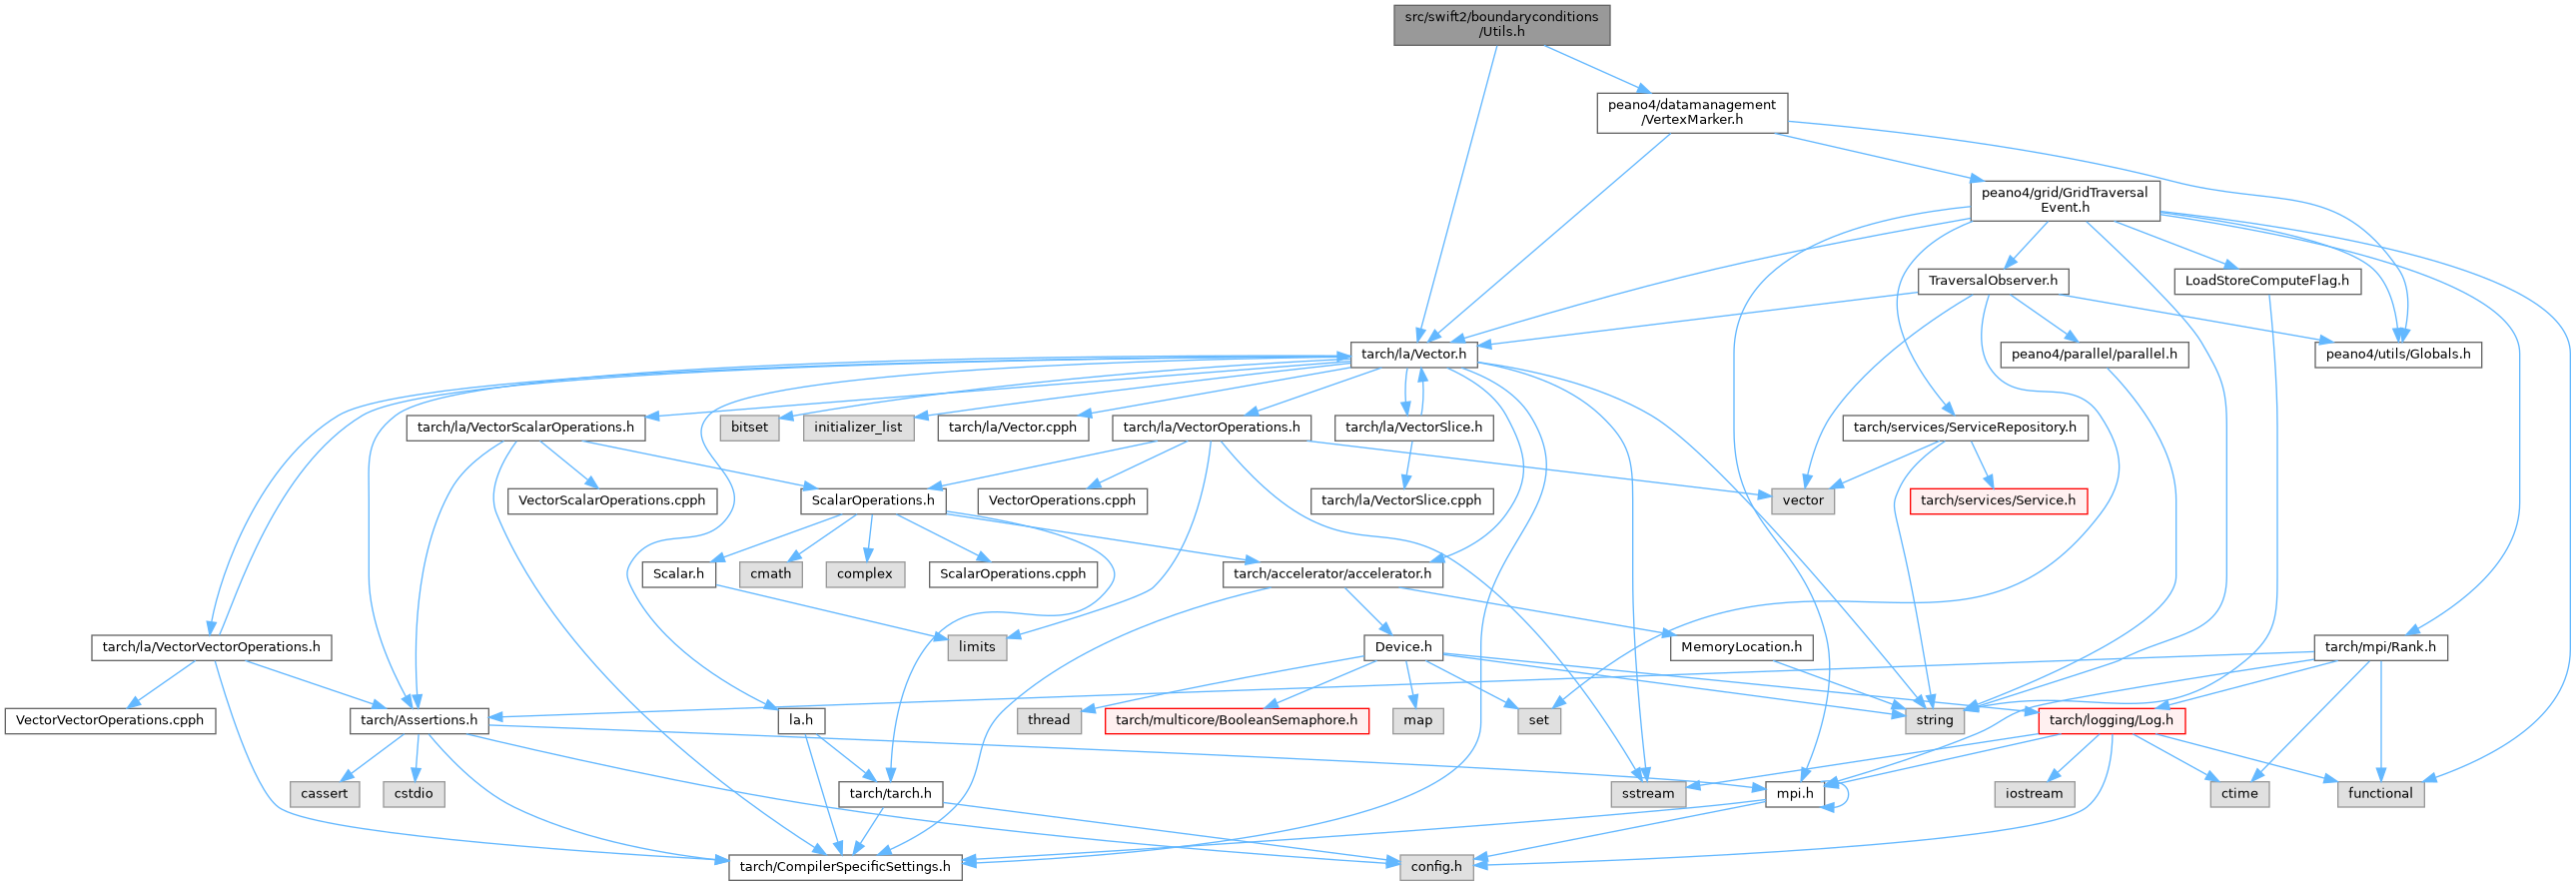 src/swift2/boundaryconditions
/Utils.h
peano4/datamanagement
/VertexMarker.h
peano4/grid/GridTraversal
Event.h
TraversalObserver.h
LoadStoreComputeFlag.h
tarch/la/Vector.h
peano4/parallel/parallel.h
peano4/utils/Globals.h
tarch/la/VectorScalarOperations.h
bitset
initializer_list
tarch/la/Vector.cpph
tarch/la/VectorOperations.h
tarch/la/VectorSlice.h
tarch/services/ServiceRepository.h
VectorScalarOperations.cpph
ScalarOperations.h
VectorOperations.cpph
tarch/la/VectorSlice.cpph
vector
tarch/services/Service.h
Scalar.h
cmath
complex
ScalarOperations.cpph
tarch/accelerator/accelerator.h
tarch/la/VectorVectorOperations.h
limits
Device.h
MemoryLocation.h
tarch/mpi/Rank.h
VectorVectorOperations.cpph
tarch/Assertions.h
la.h
thread
tarch/multicore/BooleanSemaphore.h
map
set
string
tarch/logging/Log.h
cassert
cstdio
tarch/tarch.h
sstream
mpi.h
iostream
ctime
functional
tarch/CompilerSpecificSettings.h
config.h